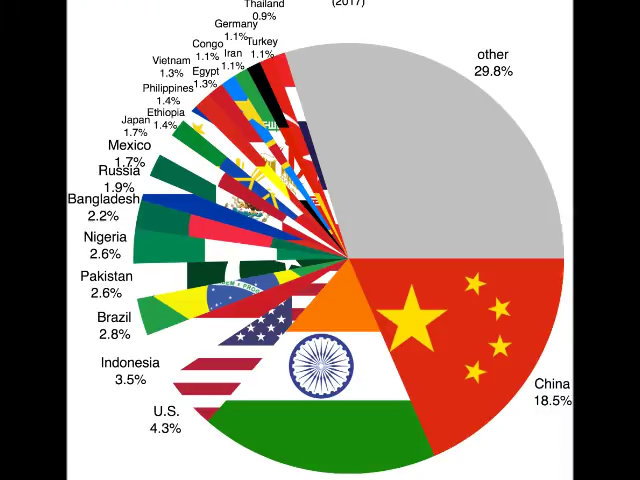 (2017)
Thailand
0.9%
Germany
1.1%
Turkey
1.1%
Congo
1.1%
Iran
1.1%
Vietnam
1.3%
Egypt
1.3%
Philippines
1.4%
Ethiopia
1.4%
Japan
1.7%
Mexico
1.7%
Russia
1.9%
Bangladesh
2.2%
Nigeria
2.6%
Pakistan
2.6%
Brazil
2.8%
Indonesia
3.5%
U.S.
4.3%
other
29.8%
China
18.5%